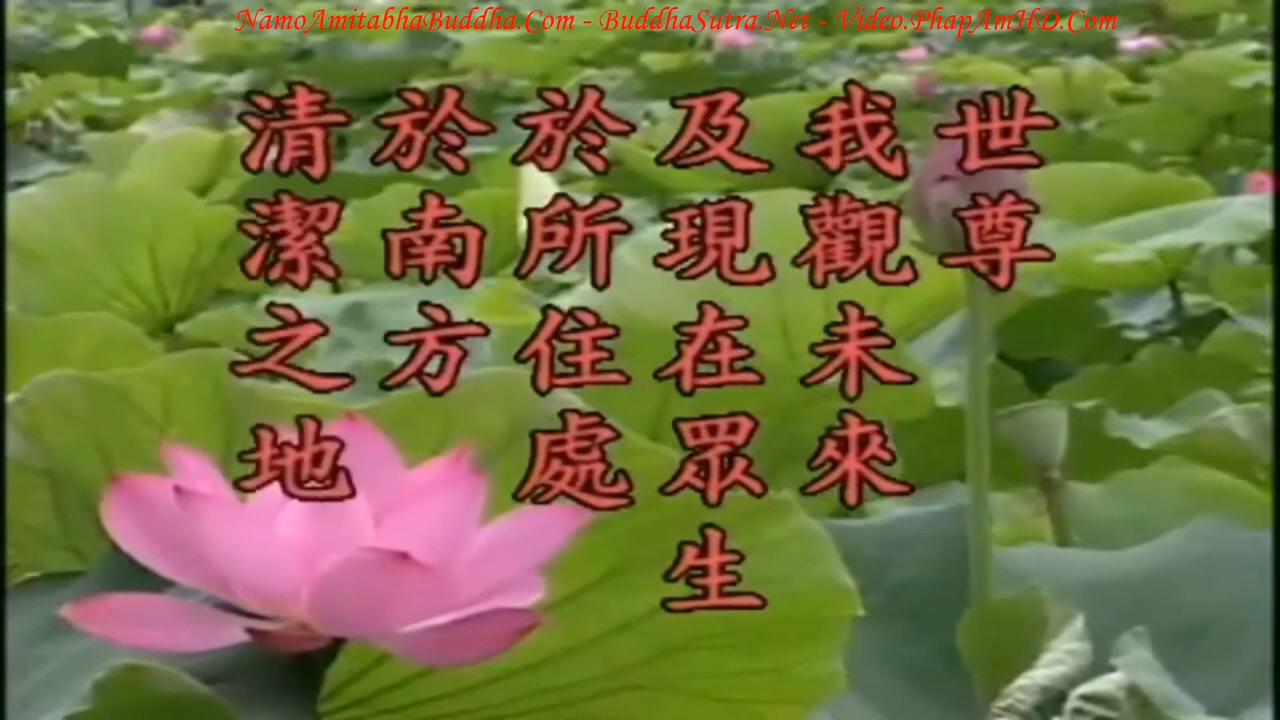 NamoAmitabhaBuddha.Com - BuddhaSutra.Net - Video.PhapAmHD.Com
世尊
我觀未來
及現在眾生
於所住處
於南方
清潔之地